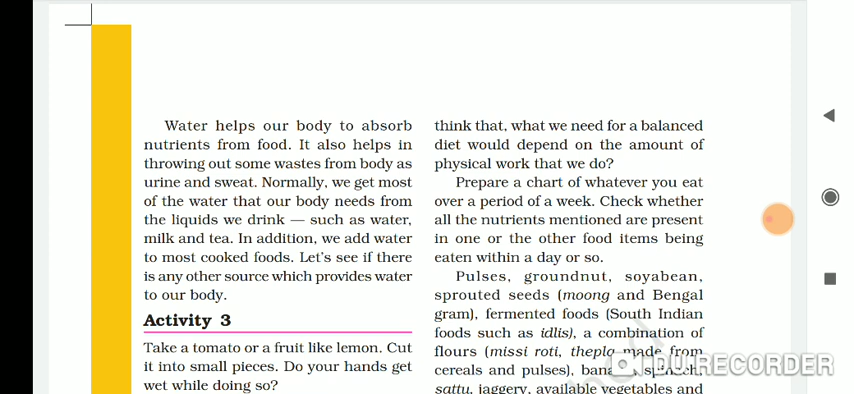 Water helps our body to absorb
nutrients from food. It also helps in
throwing out some wastes from body as
urine and sweat. Normally, we get most
of the water that our body needs from
the liquids we drink — such as water,
milk and tea. In addition, we add water
to most cooked foods. Let's see if there
is any other source which provides water
to our body.
Activity 3
Take a tomato or a fruit like lemon. Cut
it into small pieces. Do your hands get
wet while doing so?
think that, what we need for a balanced
diet would depend on the amount of
physical work that we do?
Prepare a chart of whatever you eat
over a period of a week. Check whether
all the nutrients mentioned are present
in one or the other food items being
eaten within a day or so.
Pulses, groundnut, soyabean,
sprouted seeds (moong and Bengal
gram), fermented foods (South Indian
foods such as idlis), a combination of
flours (missi roti, thepla made from
cereals and pulses), spinach,
sattu, jaggery, available vegetables and
DU RECORDER